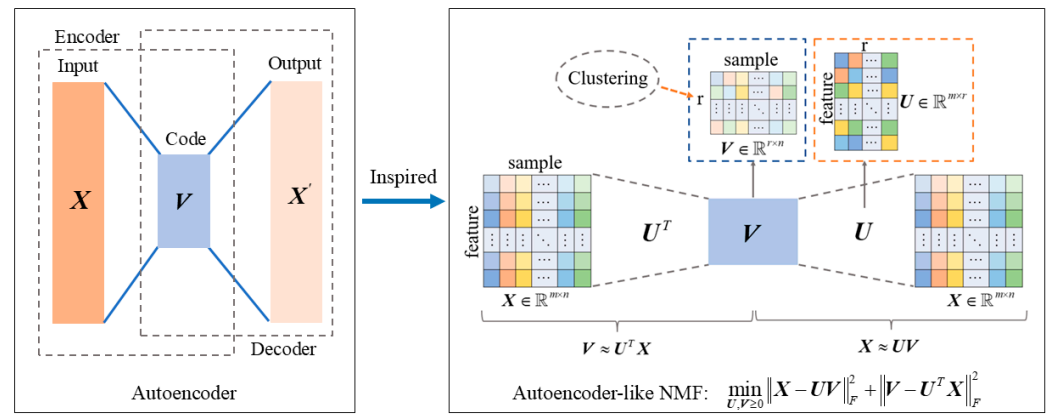 Encoder
Input
Output
Code
X
V
X'
Decoder
Autoencoder
Inspired
Clustering
sample
r
V ∈ ℝ^{r×n}
r
feature
U ∈ ℝ^{m×r}
sample
feature
X ∈ ℝ^{m×n}
U^T
V
U
X ∈ ℝ^{m×n}
V ≈ U^T X
X ≈ UV
Autoencoder-like NMF: min_{U,V≥0} ‖X − UV‖_F^2 + ‖V − U^T X‖_F^2